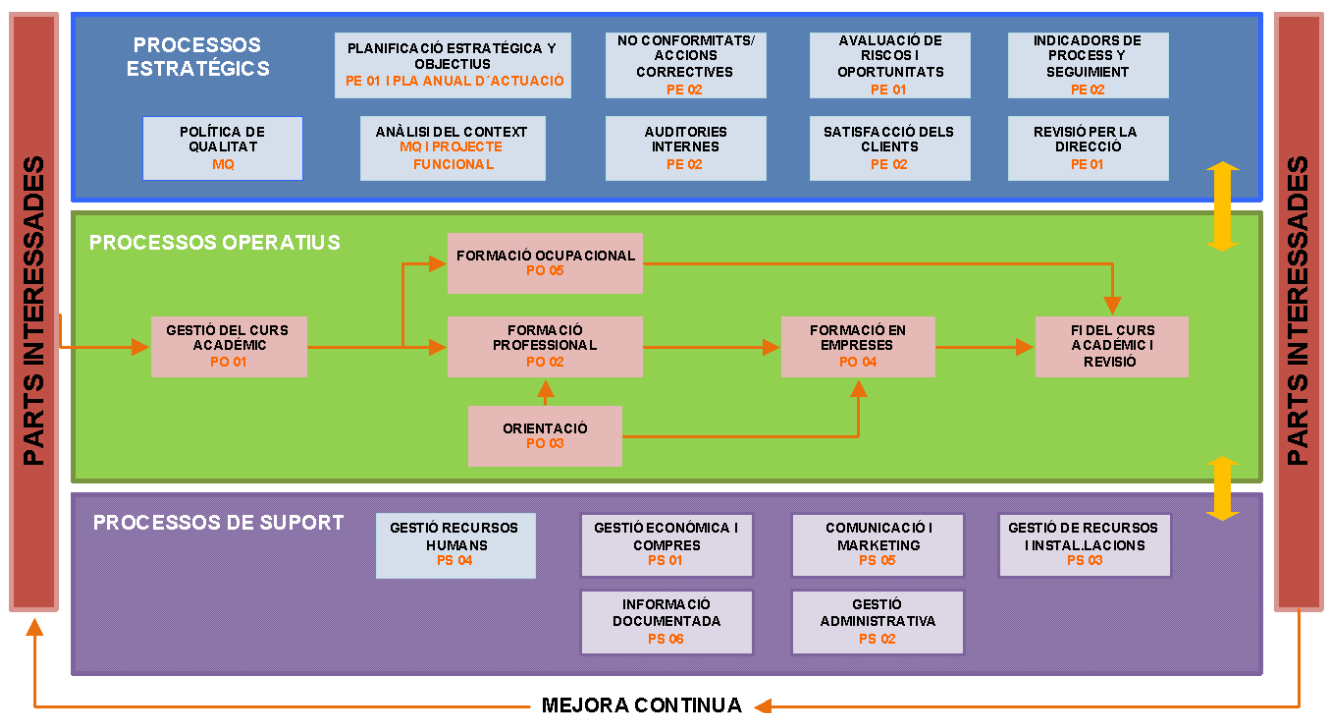 PARTS INTERESSADES
PROCESSOS
ESTRATÉGICS
PLANIFICACIÓ ESTRATÉGICA Y
OBJECTIUS
PE 01 I PLA ANUAL D´ACTUACIÓ
NO CONFORMITATS/
ACCIONS
CORRECTIVES
PE 02
AVALUACIÓ DE
RISCOS I
OPORTUNITATS
PE 01
INDICADORS DE
PROCESS Y
SEGUIMIENT
PE 02
POLÍTICA DE
QUALITAT
MQ
ANÀLISI DEL CONTEXT
MQ I PROJECTE
FUNCIONAL
AUDITORIES
INTERNES
PE 02
SATISFACCIÓ DELS
CLIENTS
PE 02
REVISIÓ PER LA
DIRECCIÓ
PE 01
PROCESSOS OPERATIUS
FORMACIÓ OCUPACIONAL
PO 05
GESTIÓ DEL CURS
ACADÉMIC
PO 01
FORMACIÓ
PROFESSIONAL
PO 02
FORMACIÓ EN
EMPRESES
PO 04
FI DEL CURS
ACADÉMIC I
REVISIÓ
ORIENTACIÓ
PO 03
PROCESSOS DE SUPORT
GESTIÓ RECURSOS
HUMANS
PS 04
GESTIÓ ECONÓMICA I
COMPRES
PS 01
COMUNICACIÓ I
MARKETING
PS 05
GESTIÓ DE RECURSOS
I INSTAL.LACIONS
PS 03
INFORMACIÓ
DOCUMENTADA
PS 06
GESTIÓ
ADMINISTRATIVA
PS 02
PARTS INTERESSADES
MEJORA CONTINUA